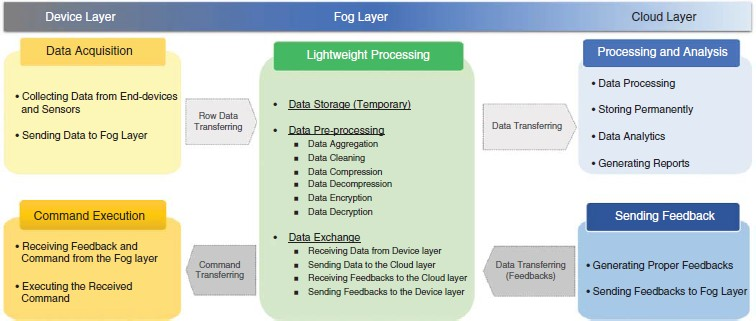 Device Layer
Fog Layer
Cloud Layer
Data Acquisition
• Collecting Data from End-devices
and Sensors
• Sending Data to Fog Layer
Row Data
Transferring
Lightweight Processing
• Data Storage (Temporary)
• Data Pre-processing
■ Data Aggregation
■ Data Cleaning
■ Data Compression
■ Data Decompression
■ Data Encryption
■ Data Decryption
• Data Exchange
■ Receiving Data from Device layer
■ Sending Data to the Cloud layer
■ Receiving Feedbacks to the Cloud layer
■ Sending Feedbacks to the Device layer
Data Transferring
Processing and Analysis
• Data Processing
• Storing Permanently
• Data Analytics
• Generating Reports
Command Execution
• Receiving Feedback and
Command from the Fog layer
• Executing the Received
Command
Command
Transferring
Data Transferring
(Feedbacks)
Sending Feedback
• Generating Proper Feedbacks
• Sending Feedbacks to Fog Layer